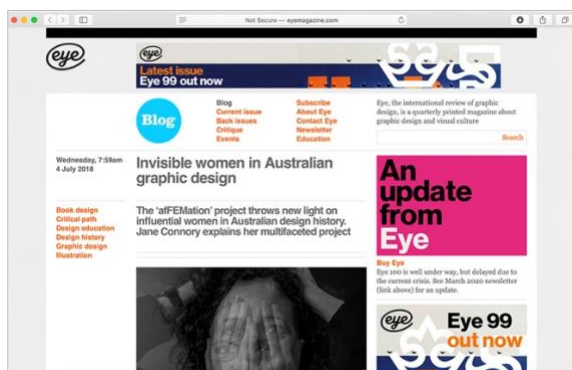 Not Secure — eyemagazine.com
eye
eye
Latest issue
Eye 99 out now
Blog
Blog
Current issue
Back issues
Critique
Events
Subscribe
About Eye
Contact Eye
Newsletter
Education
Eye, the international review of graphic
design, is a quarterly printed magazine about
graphic design and visual culture
Search
Wednesday, 7:59am
4 July 2018
Book design
Critical path
Design education
Design history
Graphic design
Illustration
Invisible women in Australian
graphic design
The ‘afFEMation’ project throws new light on
influential women in Australian design history.
Jane Connory explains her multifaceted project
An
update
from
Eye
Buy Eye
Eye 100 is well under way, but delayed due to
the current crisis. See March 2020 newsletter
(link above) for an update.
eye
Eye 99
out now